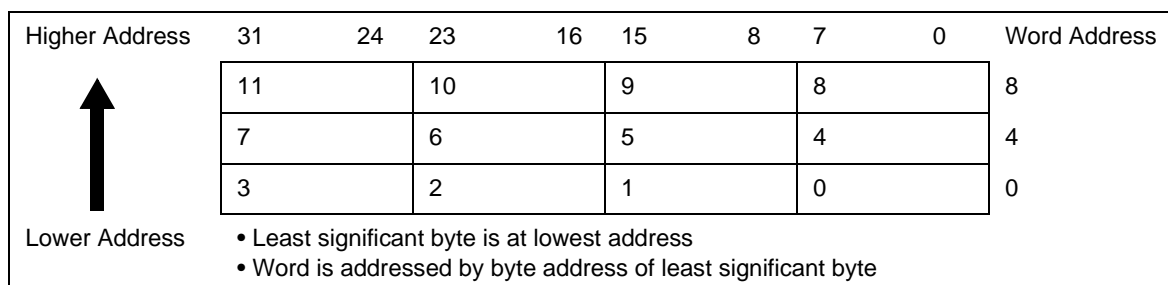 Higher Address 31 24 23 16 15 8 7 0 Word Address
11 10 9 8 8
7 6 5 4 4
3 2 1 0 0
Lower Address • Least significant byte is at lowest address
• Word is addressed by byte address of least significant byte